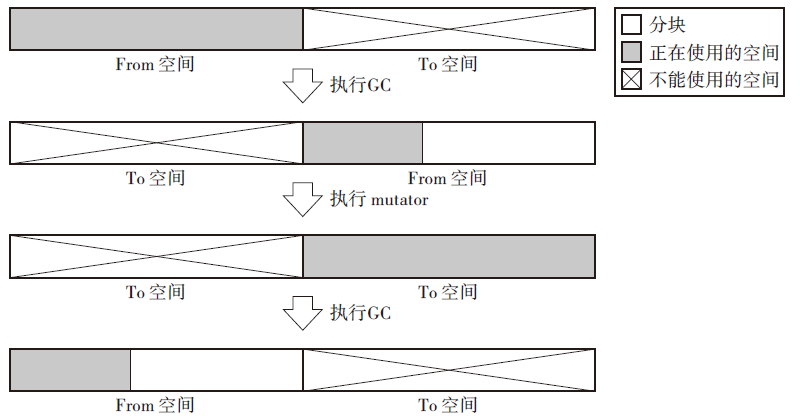 分块
正在使用的空间
不能使用的空间
From 空间 To 空间
执行GC
To 空间 From 空间
执行 mutator
To 空间 To 空间
执行GC
From 空间 To 空间